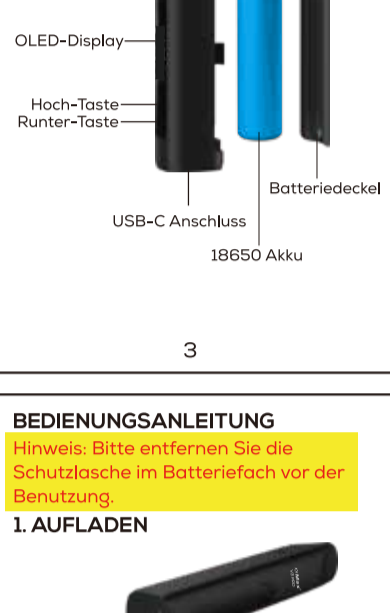 OLED-Display
Hoch-Taste
Runter-Taste
Batteriedeckel
USB-C Anschluss
18650 Akku
3
BEDIENUNGSANLEITUNG
Hinweis: Bitte entfernen Sie die
Schutzlasche im Batteriefach vor der
Benutzung.
1. AUFLADEN